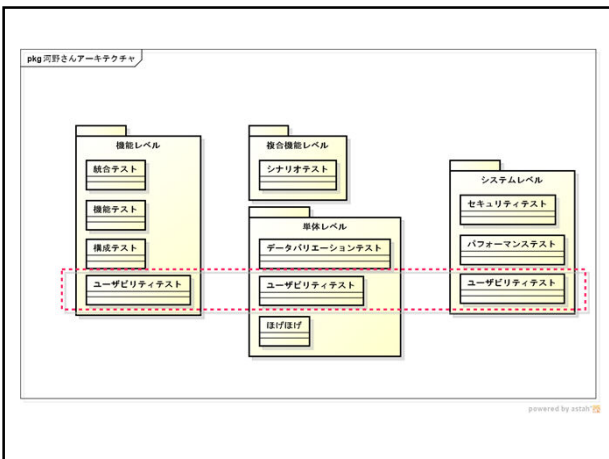 pkg 河野さんアーキテクチャ
機能レベル
統合テスト
機能テスト
構成テスト
ユーザビリティテスト
複合機能レベル
シナリオテスト
単体レベル
データバリエーションテスト
ユーザビリティテスト
ほげほげ
システムレベル
セキュリティテスト
パフォーマンステスト
ユーザビリティテスト
powered by astah*